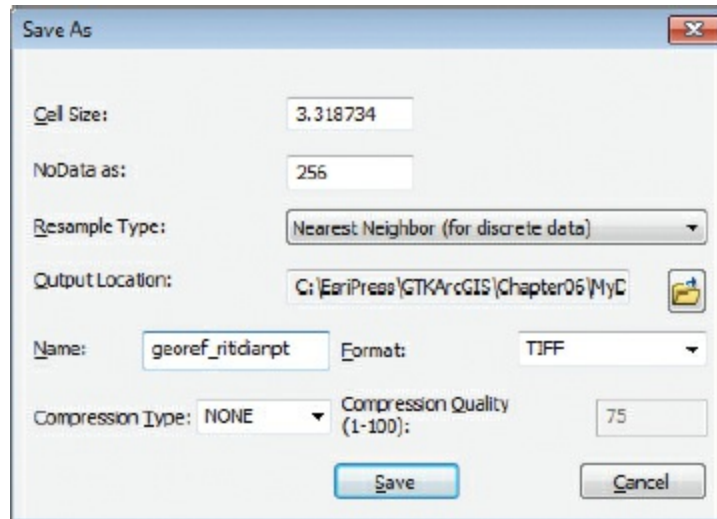 Save As
Cell Size: 3.318734
NoData as: 256
Resample Type: Nearest Neighbor (for discrete data)
Output Location: C:\EsriPress\GTKArcGIS\Chapter06\MyD
Name: georef_ritidianpt Format: TIFF
Compression Type: NONE Compression Quality (1-100): 75
Save Cancel